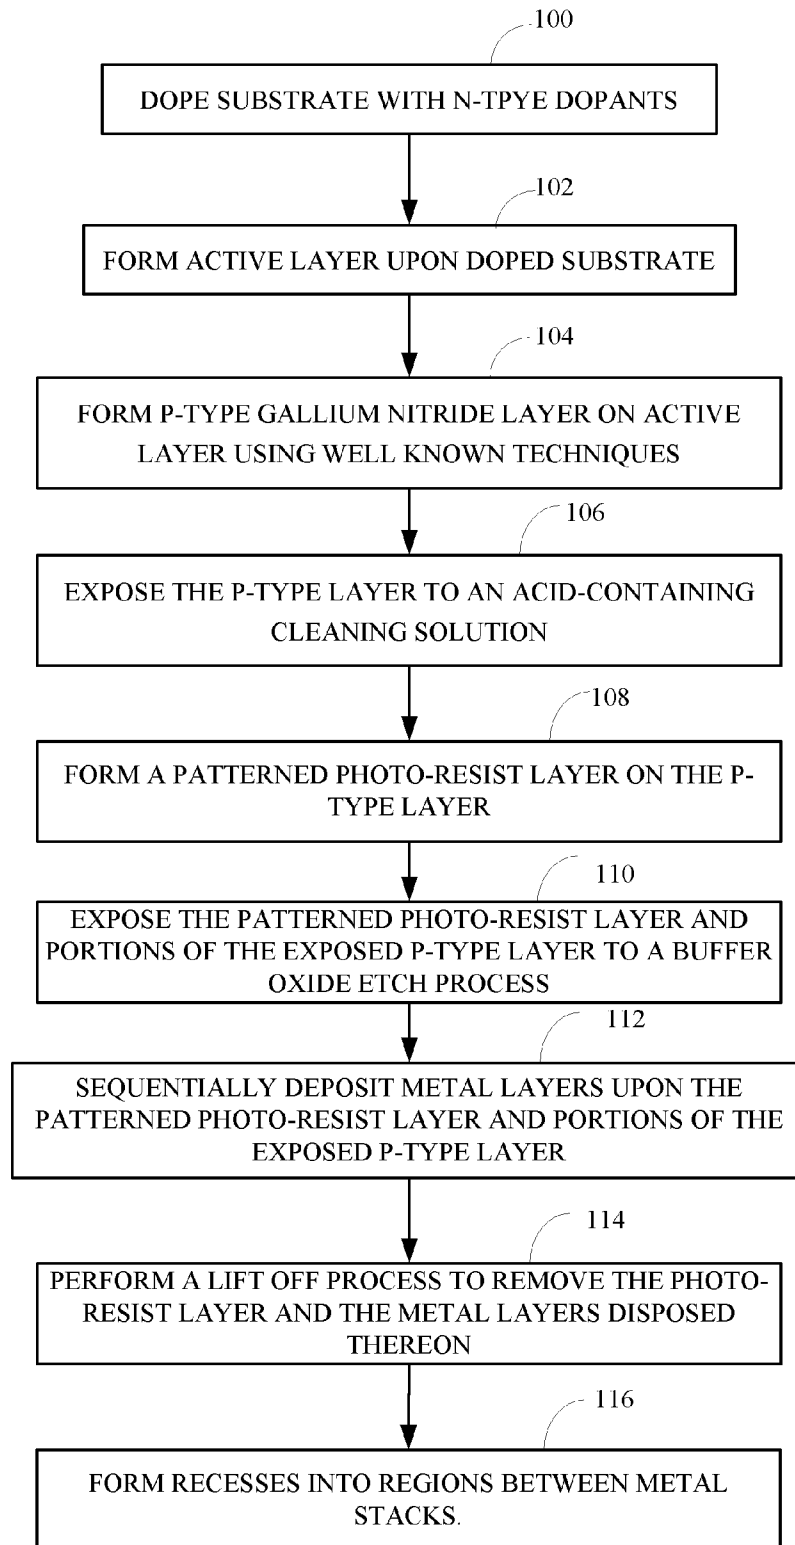 100
DOPE SUBSTRATE WITH N-TPYE DOPANTS
102
FORM ACTIVE LAYER UPON DOPED SUBSTRATE
104
FORM P-TYPE GALLIUM NITRIDE LAYER ON ACTIVE
LAYER USING WELL KNOWN TECHNIQUES
106
EXPOSE THE P-TYPE LAYER TO AN ACID-CONTAINING
CLEANING SOLUTION
108
FORM A PATTERNED PHOTO-RESIST LAYER ON THE P-
TYPE LAYER
110
EXPOSE THE PATTERNED PHOTO-RESIST LAYER AND
PORTIONS OF THE EXPOSED P-TYPE LAYER TO A BUFFER
OXIDE ETCH PROCESS
112
SEQUENTIALLY DEPOSIT METAL LAYERS UPON THE
PATTERNED PHOTO-RESIST LAYER AND PORTIONS OF THE
EXPOSED P-TYPE LAYER
114
PERFORM A LIFT OFF PROCESS TO REMOVE THE PHOTO-
RESIST LAYER AND THE METAL LAYERS DISPOSED
THEREON
116
FORM RECESSES INTO REGIONS BETWEEN METAL
STACKS.